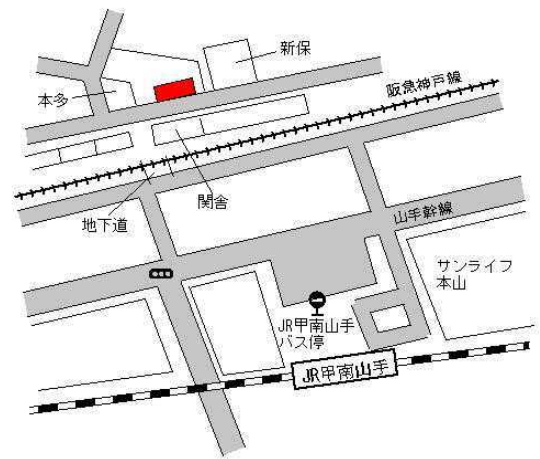 新保
阪急神戸線
本多
関舎
地下道
山手幹線
サンライフ
本山
JR甲南山手
バス停
JR甲南山手